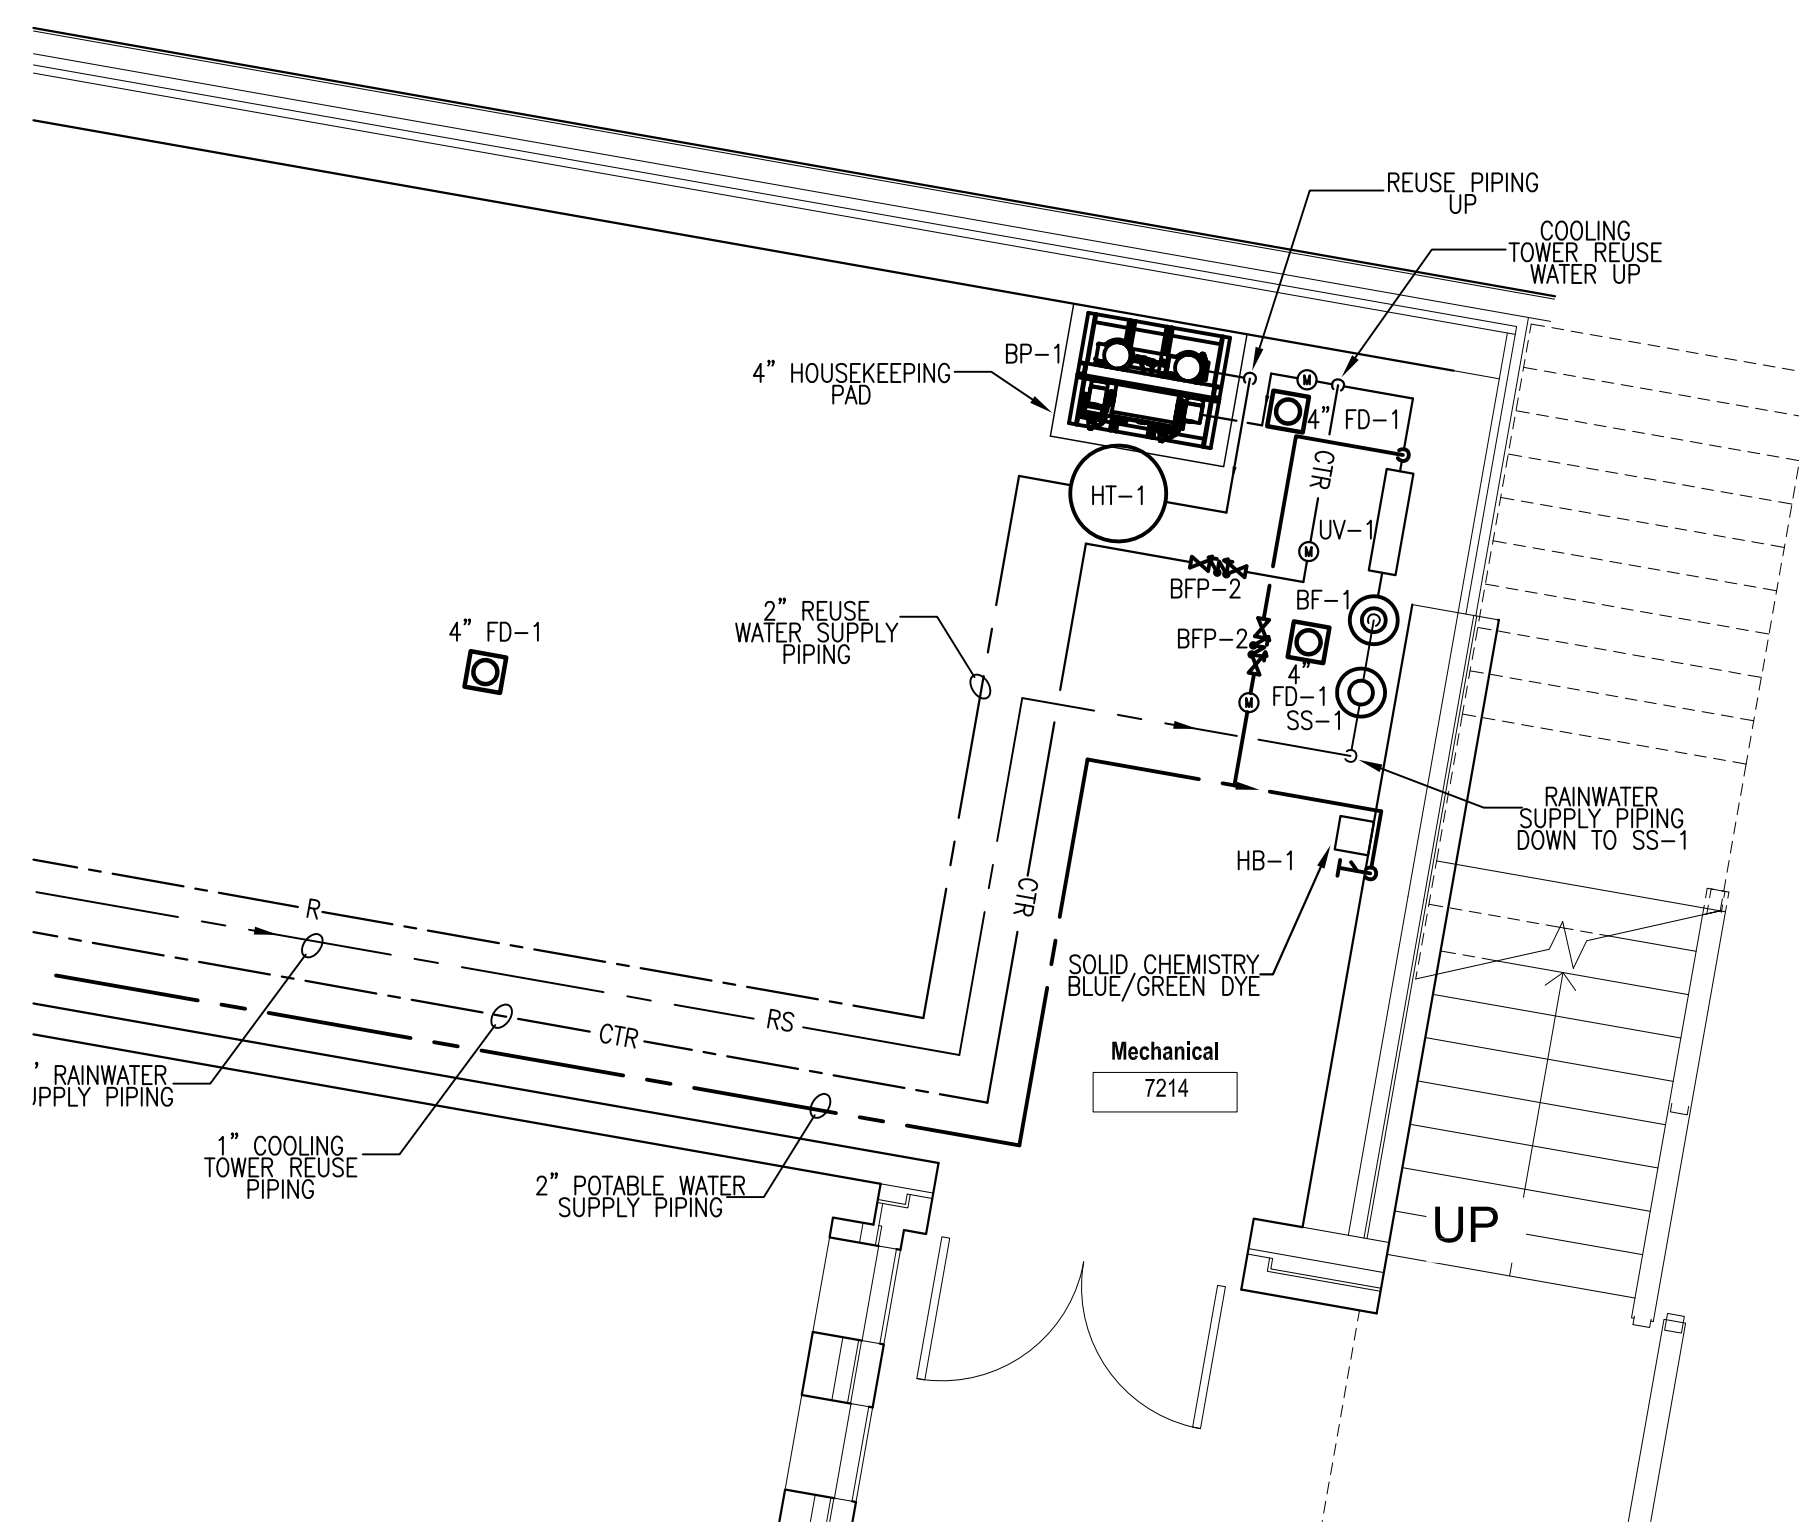 REUSE PIPING
UP
COOLING
TOWER REUSE
WATER UP
BP-1
4" HOUSEKEEPING
PAD
M
4" FD-1
CTR
HT-1
UV-1
M
BFP-2
BF-1
2" REUSE
WATER SUPPLY
PIPING
4" FD-1
BFP-2
4"
FD-1
SS-1
M
RAINWATER
SUPPLY PIPING
DOWN TO SS-1
HB-1
CTR
R
SOLID CHEMISTRY
BLUE/GREEN DYE
RS
CTR
Mechanical
7214
" RAINWATER
UPPLY PIPING
1" COOLING
TOWER REUSE
PIPING
2" POTABLE WATER
SUPPLY PIPING
UP